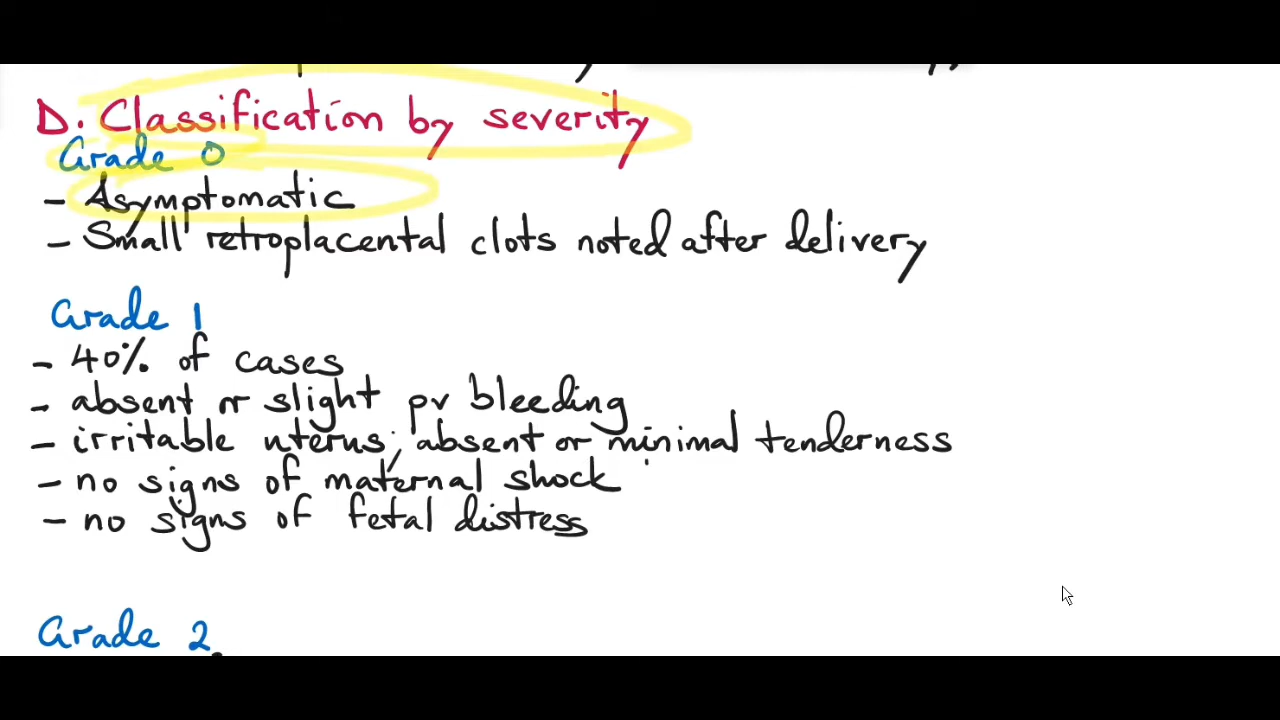 D. Classification by severity
Grade 0
- Asymptomatic
- Small retroplacental clots noted after delivery
Grade 1
- 40% of cases
- absent or slight pv bleeding
- irritable uterus, absent or minimal tenderness
- no signs of maternal shock
- no signs of fetal distress
Grade 2